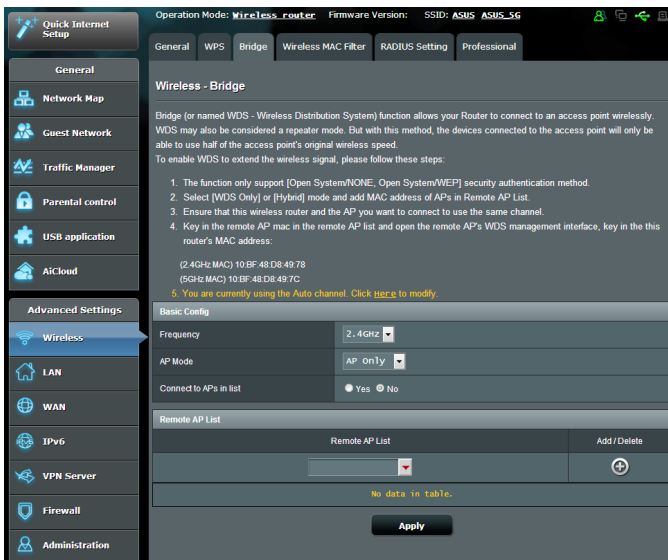 Quick Internet
Setup
General
Network Map
Guest Network
Traffic Manager
Parental control
USB application
AiCloud
Advanced Settings
Wireless
LAN
WAN
IPv6
VPN Server
Firewall
Administration
Operation Mode: Wireless router Firmware Version: SSID: ASUS ASUS_5G
General WPS Bridge Wireless MAC Filter RADIUS Setting Professional
Wireless - Bridge
Bridge (or named WDS - Wireless Distribution System) function allows your Router to connect to an access point wirelessly.
WDS may also be considered a repeater mode. But with this method, the devices connected to the access point will only be
able to use half of the access point's original wireless speed.
To enable WDS to extend the wireless signal, please follow these steps:
1. The function only support [Open System/NONE, Open System/WEP] security authentication method.
2. Select [WDS Only] or [Hybrid] mode and add MAC address of APs in Remote AP List.
3. Ensure that this wireless router and the AP you want to connect to use the same channel.
4. Key in the remote AP mac in the remote AP list and open the remote AP's WDS management interface, key in the this
router's MAC address:
(2.4GHz MAC) 10:BF:48:D8:49:78
(5GHz MAC) 10:BF:48:D8:49:7C
5. You are currently using the Auto channel. Click Here to modify.
Basic Config
Frequency 2.4GHz
AP Mode AP Only
Connect to APs in list Yes No
Remote AP List
Remote AP List Add / Delete
No data in table.
Apply